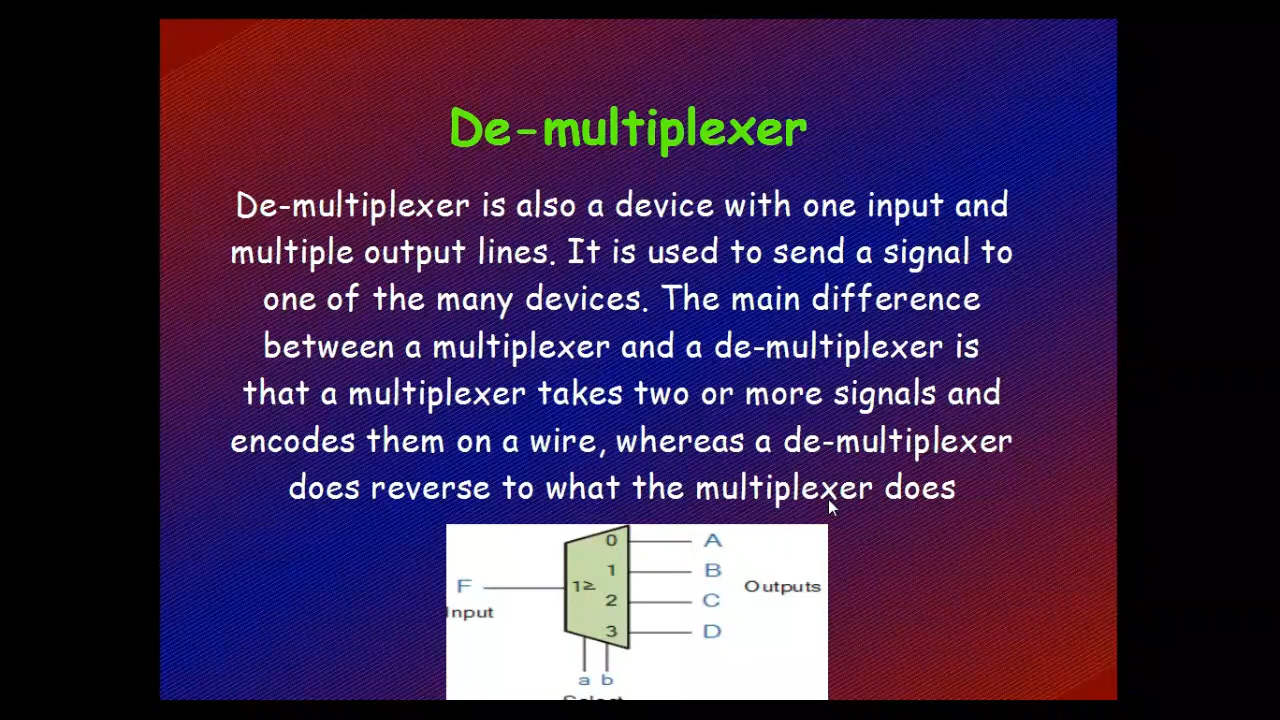 De-multiplexer
De-multiplexer is also a device with one input and
multiple output lines. It is used to send a signal to
one of the many devices. The main difference
between a multiplexer and a de-multiplexer is
that a multiplexer takes two or more signals and
encodes them on a wire, whereas a de-multiplexer
does reverse to what the multiplexer does
0 A
1 B
F 1≥ Outputs
2 C
Input
3 D
a b
Select